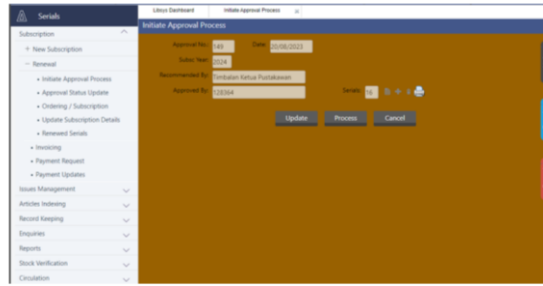 Serials
Libsys Dashboard
Initiate Approval Process
Initiate Approval Process
Subscription
New Subscription
Renewal
Initiate Approval Process
Approval Status Update
Ordering / Subscription
Update Subscription Details
Renewed Serials
Invoicing
Payment Request
Payment Updates
Issues Management
Articles Indexing
Record Keeping
Enquiries
Reports
Stock Verification
Circulation
Approval No.: 149 Date: 20/08/2023
Subsc Year: 2024
Recommended By: Timbalan Ketua Pustakawan
Approved By: 128364 Serials: 16
Update Process Cancel